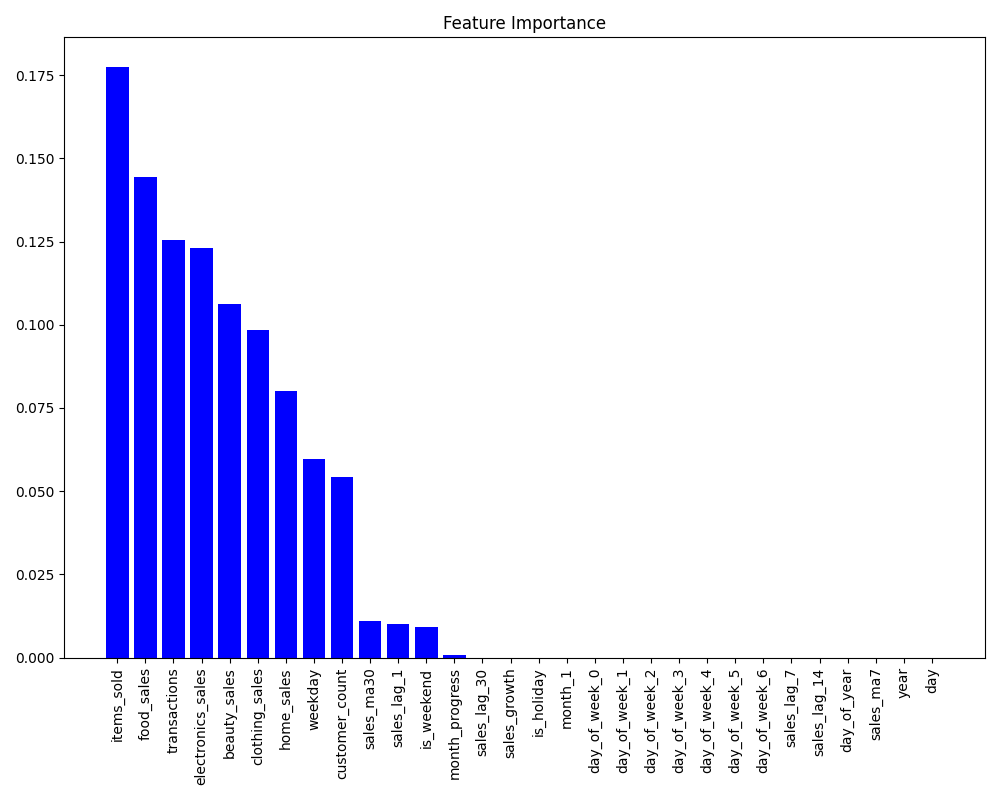 Feature Importance
0.175
0.150
0.125
0.100
0.075
0.050
0.025
0.000
items_sold
food_sales
transactions
electronics_sales
beauty_sales
clothing_sales
home_sales
weekday
customer_count
sales_ma30
sales_lag_1
is_weekend
month_progress
sales_lag_30
sales_growth
is_holiday
month_1
day_of_week_0
day_of_week_1
day_of_week_2
day_of_week_3
day_of_week_4
day_of_week_5
day_of_week_6
sales_lag_7
sales_lag_14
day_of_year
sales_ma7
year
day